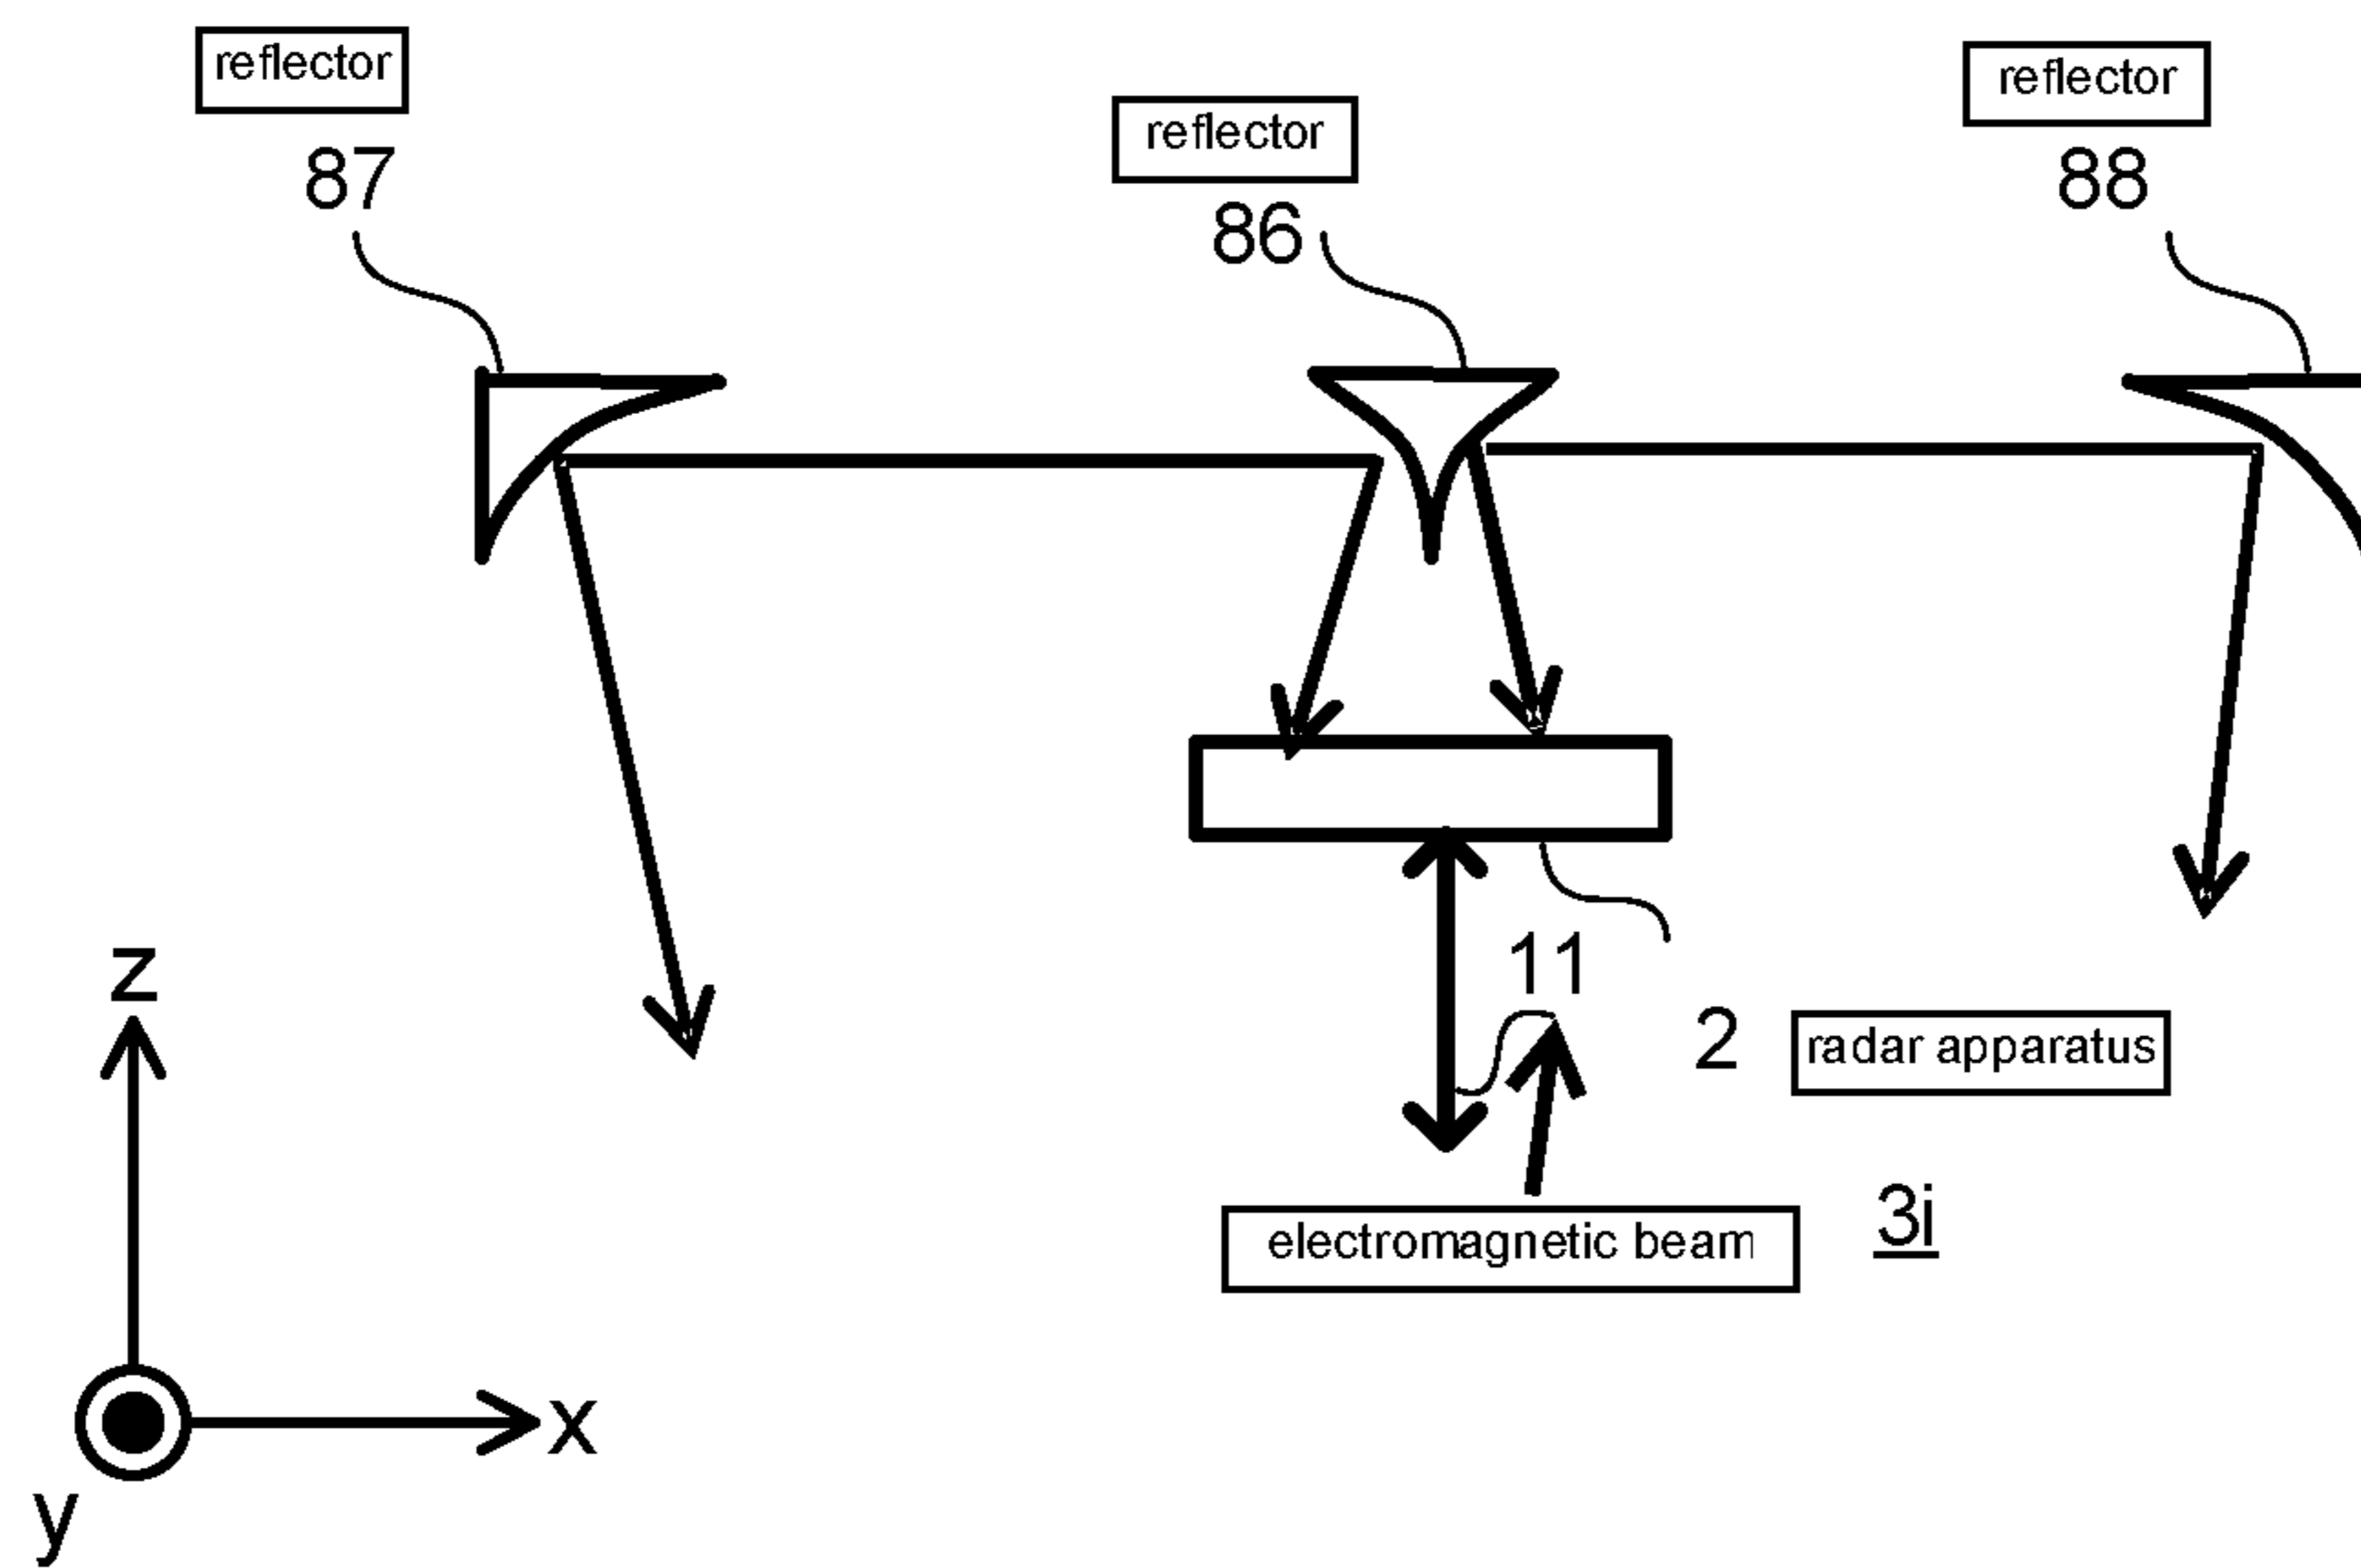 reflector
87
reflector
86
reflector
88
z
11
2
radar apparatus
3i
electromagnetic beam
x
y